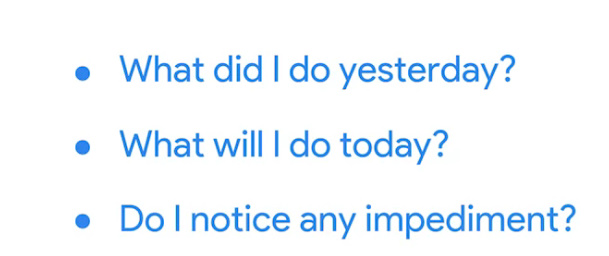 • What did I do yesterday?
• What will I do today?
• Do I notice any impediment?